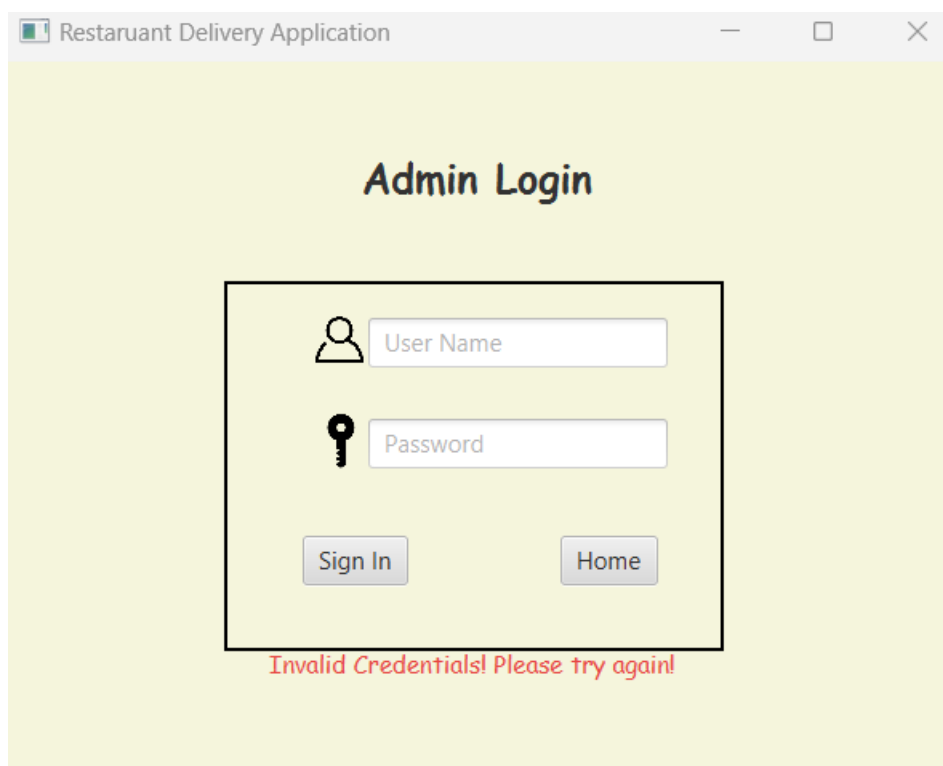 Restaruant Delivery Application
Admin Login
User Name
Password
Sign In Home
Invalid Credentials! Please try again!